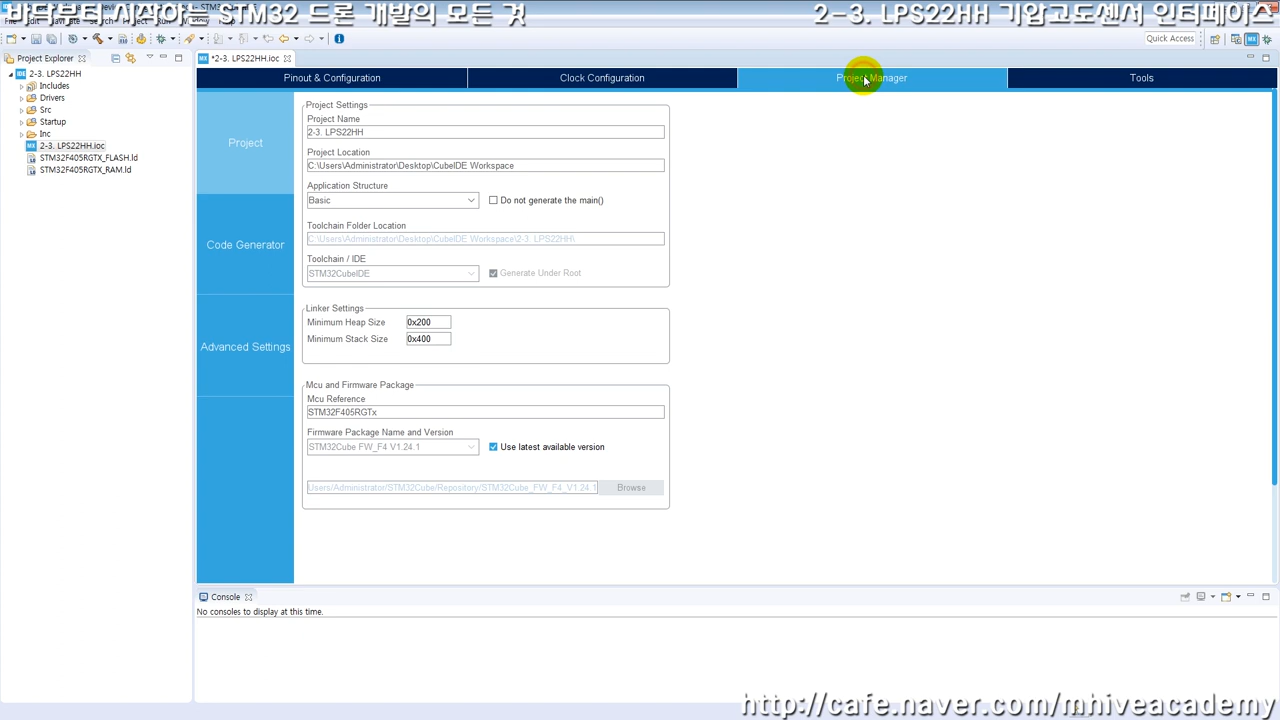 바닥부터 시작하는 STM32 드론 개발의 모든 것
2-3. LPS22HH 기압고도센서 인터페이스
Quick Access
Project Explorer
*2-3. LPS22HH.ioc
2-3. LPS22HH
Includes
Drivers
Src
Startup
Inc
2-3. LPS22HH.ioc
STM32F405RGTX_FLASH.ld
STM32F405RGTX_RAM.ld
Pinout & Configuration
Clock Configuration
Project Manager
Tools
Project
Code Generator
Advanced Settings
Project Settings
Project Name
2-3. LPS22HH
Project Location
C:\Users\Administrator\Desktop\CubeIDE Workspace
Application Structure
Basic
Do not generate the main()
Toolchain Folder Location
C:\Users\Administrator\Desktop\CubeIDE Workspace\2-3. LPS22HH\
Toolchain / IDE
STM32CubeIDE
Generate Under Root
Linker Settings
Minimum Heap Size
0x200
Minimum Stack Size
0x400
Mcu and Firmware Package
Mcu Reference
STM32F405RGTx
Firmware Package Name and Version
STM32Cube FW_F4 V1.24.1
Use latest available version
Users/Administrator/STM32Cube/Repository/STM32Cube_FW_F4_V1.24.1
Browse
Console
No consoles to display at this time.
http://cafe.naver.com/mhiveacademy